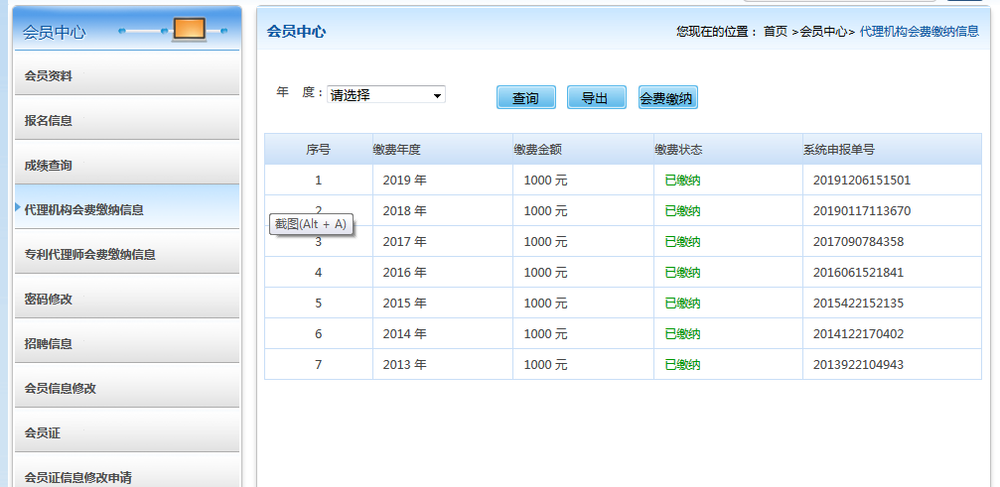 会员中心
会员资料
报名信息
成绩查询
代理机构会费缴纳信息
专利代理师会费缴纳信息
密码修改
招聘信息
会员信息修改
会员证
会员证信息修改申请
会员中心
您现在的位置： 首页 >会员中心> 代理机构会费缴纳信息
年 度： 请选择 查询 导出 会费缴纳
序号 缴费年度 缴费金额 缴费状态 系统申报单号
1 2019 年 1000 元 已缴纳 20191206151501
2 2018 年 1000 元 已缴纳 20190117113670
截图(Alt + A)
3 2017 年 1000 元 已缴纳 2017090784358
4 2016 年 1000 元 已缴纳 2016061521841
5 2015 年 1000 元 已缴纳 2015422152135
6 2014 年 1000 元 已缴纳 2014122170402
7 2013 年 1000 元 已缴纳 2013922104943